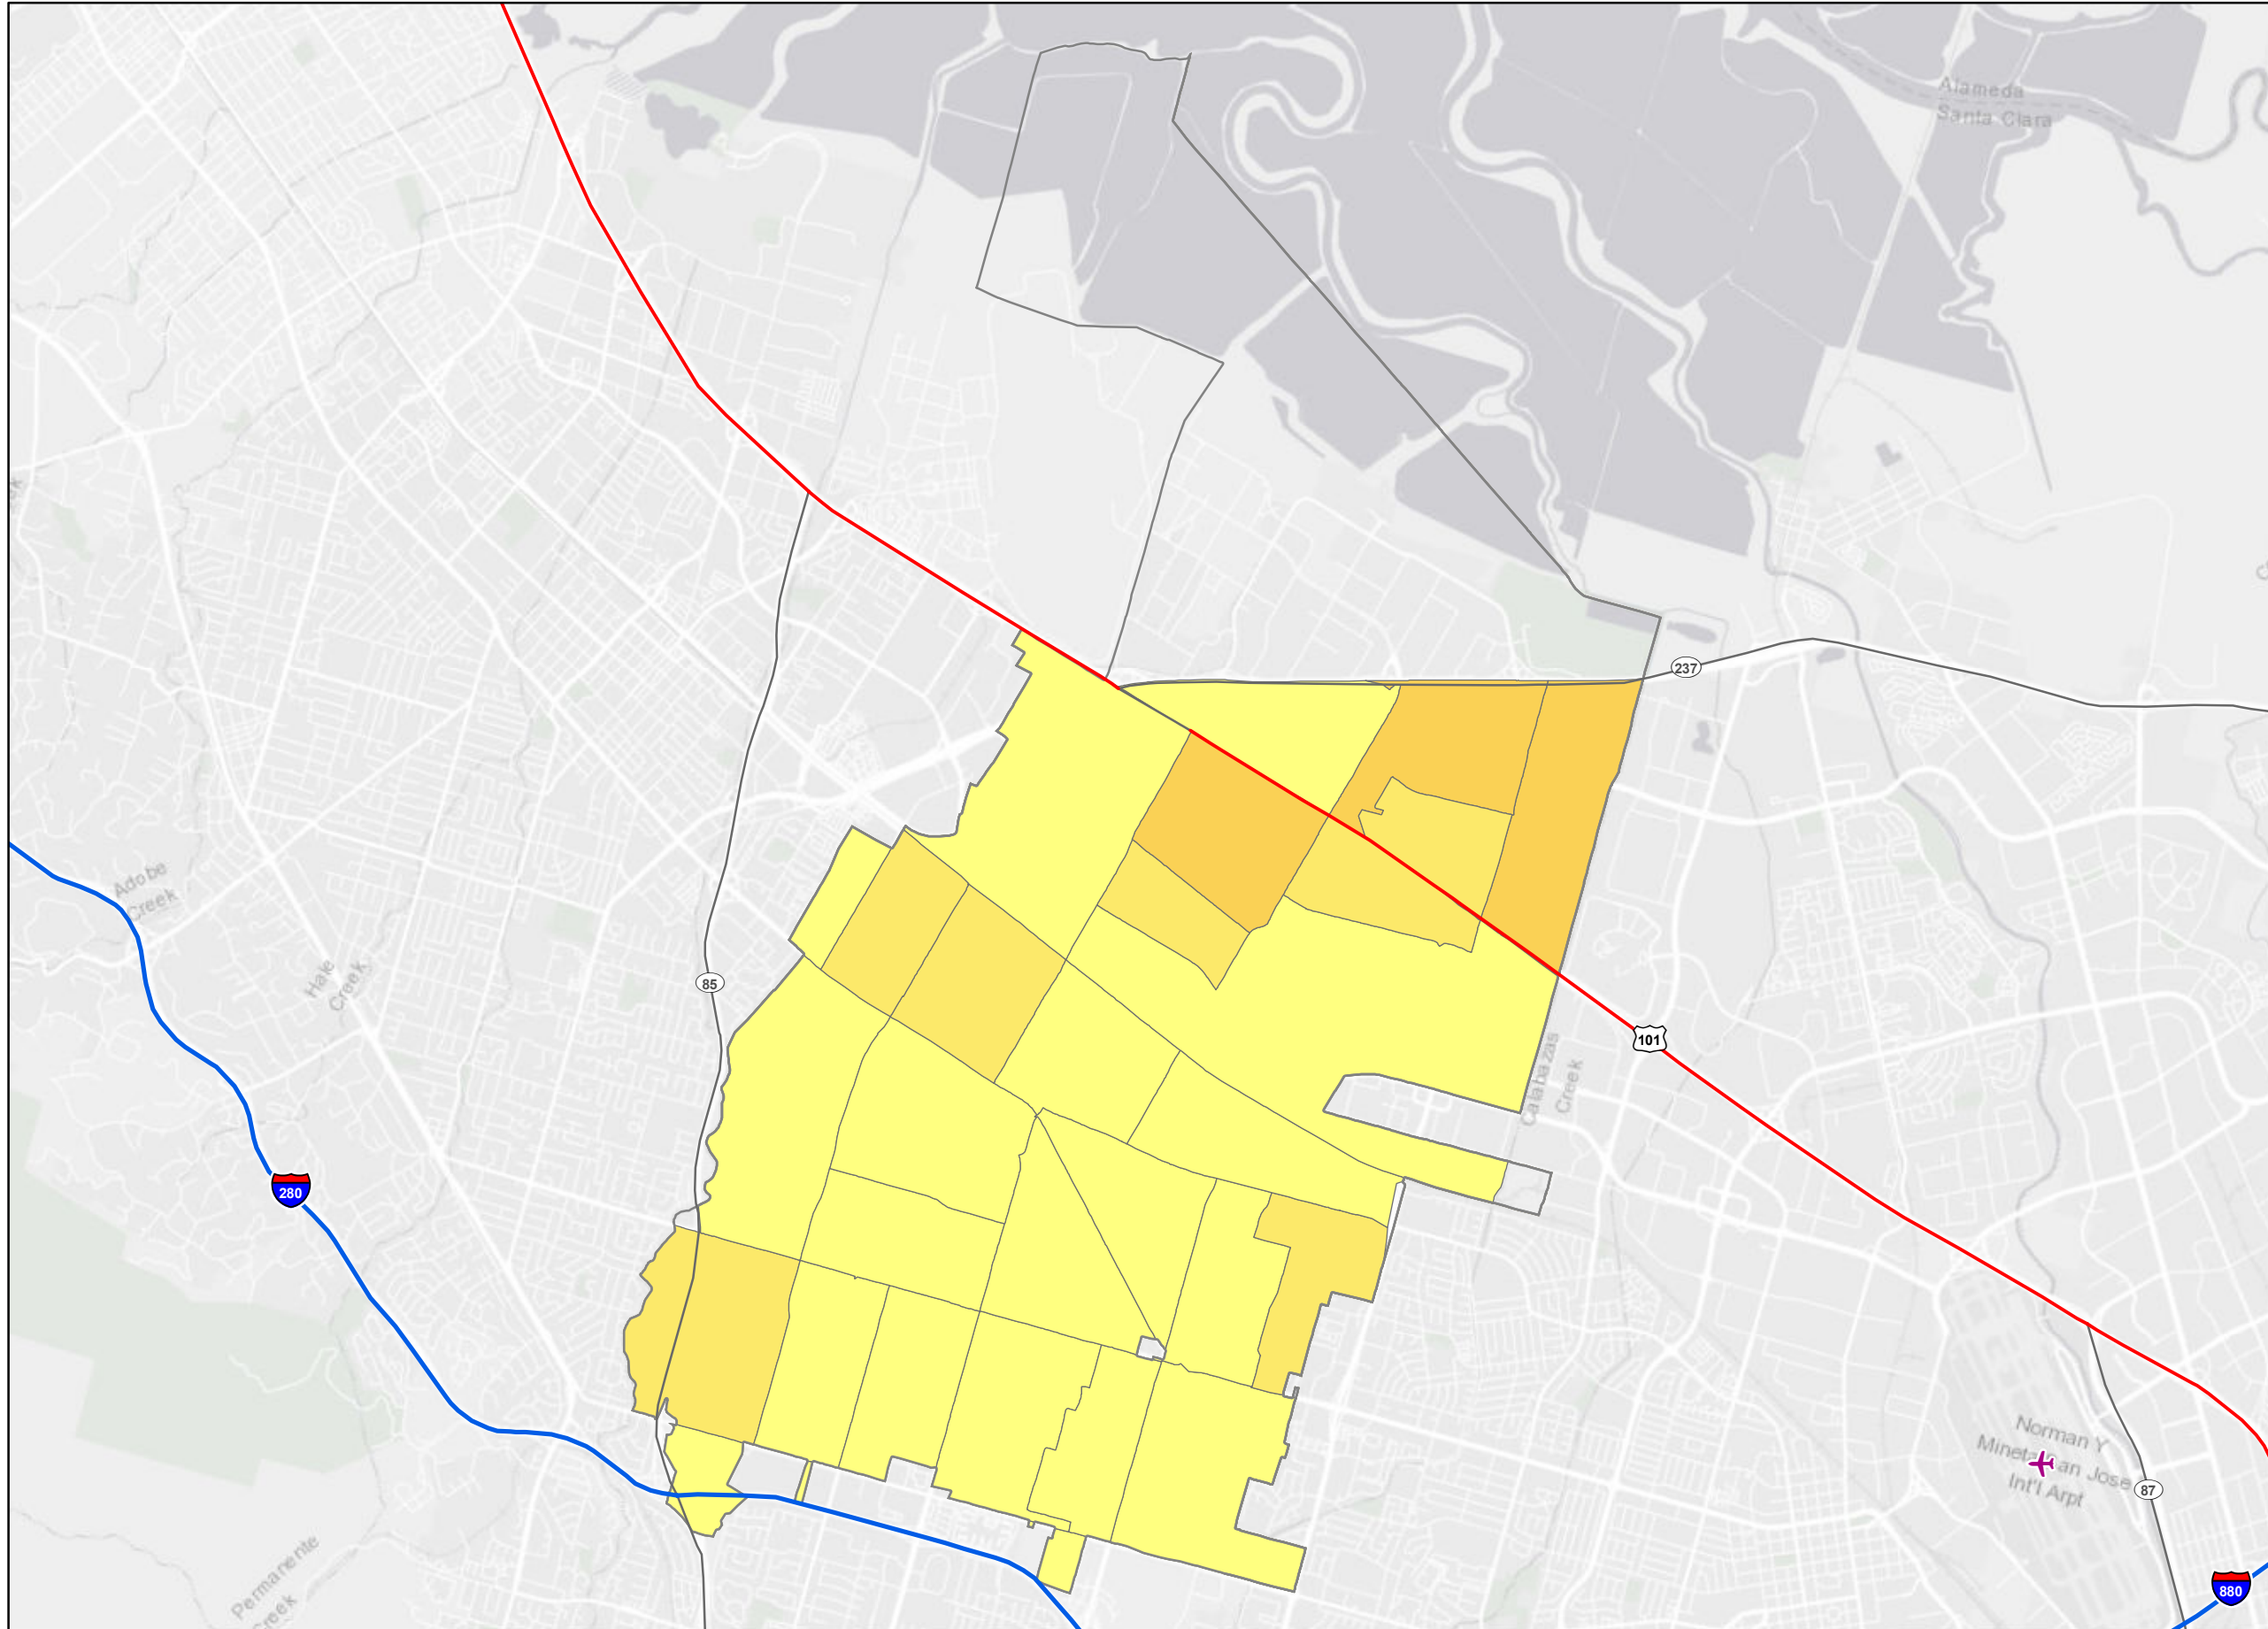 Alameda
Santa Clara
237
Adobe
Creek
Hale
Creek
85
101
Calabazas
Creek
280
Norman Y
Mineta San Jose
Int'l Arpt
87
Permanente
Creek
880